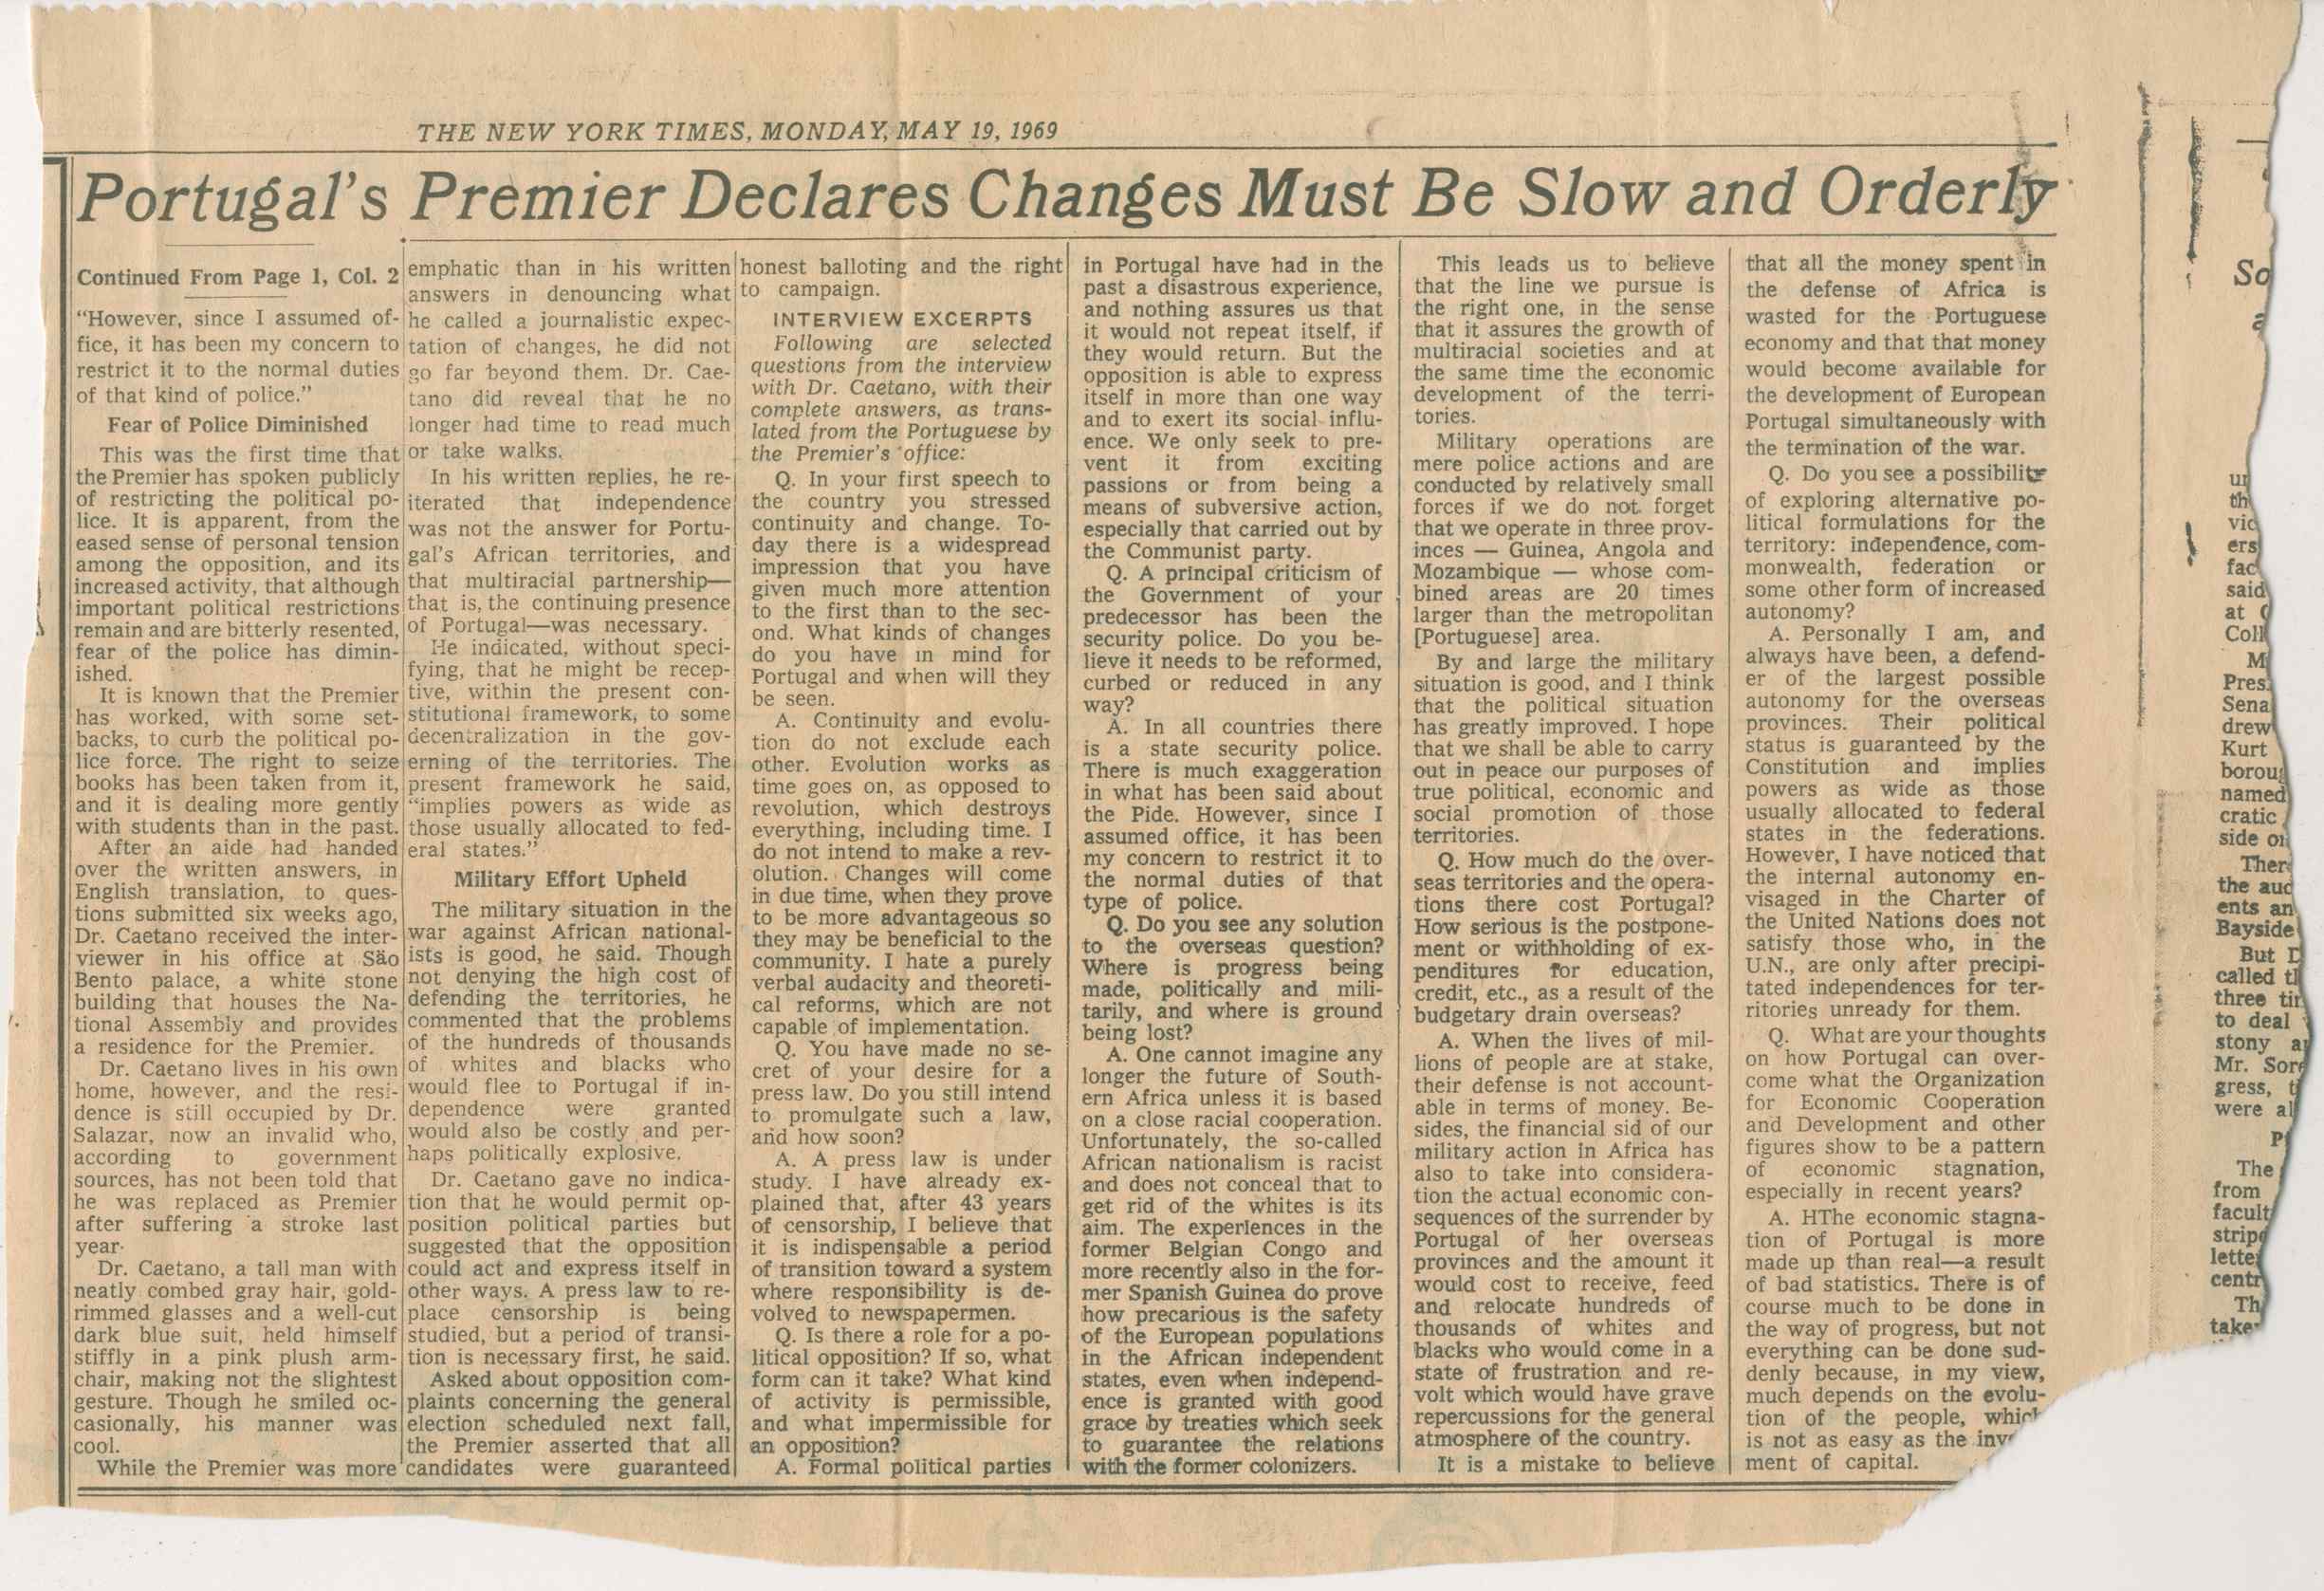 THE NEW YORK TIMES, MONDAY, MAY 19, 1969
Portugal's Premier Declares Changes Must Be Slow and Orderly
Continued From Page 1, Col. 2
"However, since I assumed of-
fice, it has been my concern to
restrict it to the normal duties
of that kind of police."
Fear of Police Diminished
This was the first time that
the Premier has spoken publicly
of restricting the political po-
lice. It is apparent, from the
eased sense of personal tension
among the opposition, and its
increased activity, that although
important political restrictions
remain and are bitterly resented,
fear of the police has dimin-
ished.
It is known that the Premier
has worked, with some set-
backs, to curb the political po-
lice force. The right to seize
books has been taken from it,
and it is dealing more gently
with students than in the past.
After an aide had handed
over the written answers, in
English translation, to ques-
tions submitted six weeks ago,
Dr. Caetano received the inter-
viewer in his office at São
Bento palace, a white stone
building that houses the Na-
tional Assembly and provides
a residence for the Premier.
Dr. Caetano lives in his own
home, however, and the resi-
dence is still occupied by Dr.
Salazar, now an invalid who,
according to government
sources, has not been told that
he was replaced as Premier
after suffering a stroke last
year.
Dr. Caetano, a tall man with
neatly combed gray hair, gold-
rimmed glasses and a well-cut
dark blue suit, held himself
stiffly in a pink plush arm-
chair, making not the slightest
gesture. Though he smiled oc-
casionally, his manner was
cool.
While the Premier was more
emphatic than in his written
answers in denouncing what
he called a journalistic expec-
tation of changes, he did not
go far beyond them. Dr. Cae-
tano did reveal that he no
longer had time to read much
or take walks.
In his written replies, he re-
iterated that independence
was not the answer for Portu-
gal's African territories, and
that multiracial partnership—
that is, the continuing presence
of Portugal—was necessary.
He indicated, without speci-
fying, that he might be recep-
tive, within the present con-
stitutional framework, to some
decentralization in the gov-
erning of the territories. The
present framework he said,
"implies powers as wide as
those usually allocated to fed-
eral states."
Military Effort Upheld
The military situation in the
war against African national-
ists is good, he said. Though
not denying the high cost of
defending the territories, he
commented that the problems
of the hundreds of thousands
of whites and blacks who
would flee to Portugal if in-
dependence were granted
would also be costly and per-
haps politically explosive.
Dr. Caetano gave no indica-
tion that he would permit op-
position political parties but
suggested that the opposition
could act and express itself in
other ways. A press law to re-
place censorship is being
studied, but a period of transi-
tion is necessary first, he said.
Asked about opposition com-
plaints concerning the general
election scheduled next fall,
the Premier asserted that all
candidates were guaranteed
honest balloting and the right
to campaign.
INTERVIEW EXCERPTS
Following are selected
questions from the interview
with Dr. Caetano, with their
complete answers, as trans-
lated from the Portuguese by
the Premier's office:
Q. In your first speech to
the country you stressed
continuity and change. To-
day there is a widespread
impression that you have
given much more attention
to the first than to the sec-
ond. What kinds of changes
do you have in mind for
Portugal and when will they
be seen.
A. Continuity and evolu-
tion do not exclude each
other. Evolution works as
time goes on, as opposed to
revolution, which destroys
everything, including time. I
do not intend to make a rev-
olution. Changes will come
in due time, when they prove
to be more advantageous so
they may be beneficial to the
community. I hate a purely
verbal audacity and theoreti-
cal reforms, which are not
capable of implementation.
Q. You have made no se-
cret of your desire for a
press law. Do you still intend
to promulgate such a law,
and how soon?
A. A press law is under
study. I have already ex-
plained that, after 43 years
of censorship, I believe that
it is indispensable a period
of transition toward a system
where responsibility is de-
volved to newspapermen.
Q. Is there a role for a po-
litical opposition? If so, what
form can it take? What kind
of activity is permissible,
and what impermissible for
an opposition?
A. Formal political parties
in Portugal have had in the
past a disastrous experience,
and nothing assures us that
it would not repeat itself, if
they would return. But the
opposition is able to express
itself in more than one way
and to exert its social influ-
ence. We only seek to pre-
vent it from exciting
passions or from being a
means of subversive action,
especially that carried out by
the Communist party.
Q. A principal criticism of
the Government of your
predecessor has been the
security police. Do you be-
lieve it needs to be reformed,
curbed or reduced in any
way?
A. In all countries there
is a state security police.
There is much exaggeration
in what has been said about
the Pide. However, since I
assumed office, it has been
my concern to restrict it to
the normal duties of that
type of police.
Q. Do you see any solution
to the overseas question?
Where is progress being
made, politically and mili-
tarily, and where is ground
being lost?
A. One cannot imagine any
longer the future of South-
ern Africa unless it is based
on a close racial cooperation.
Unfortunately, the so-called
African nationalism is racist
and does not conceal that to
get rid of the whites is its
aim. The experiences in the
former Belgian Congo and
more recently also in the for-
mer Spanish Guinea do prove
how precarious is the safety
of the European populations
in the African independent
states, even when independ-
ence is granted with good
grace by treaties which seek
to guarantee the relations
with the former colonizers.
This leads us to believe
that the line we pursue is
the right one, in the sense
that it assures the growth of
multiracial societies and at
the same time the economic
development of the terri-
tories.
Military operations are
mere police actions and are
conducted by relatively small
forces if we do not forget
that we operate in three prov-
inces — Guinea, Angola and
Mozambique — whose com-
bined areas are 20 times
larger than the metropolitan
[Portuguese] area.
By and large the military
situation is good, and I think
that the political situation
has greatly improved. I hope
that we shall be able to carry
out in peace our purposes of
true political, economic and
social promotion of those
territories.
Q. How much do the over-
seas territories and the opera-
tions there cost Portugal?
How serious is the postpone-
ment or withholding of ex-
penditures for education,
credit, etc., as a result of the
budgetary drain overseas?
A. When the lives of mil-
lions of people are at stake,
their defense is not account-
able in terms of money. Be-
sides, the financial sid of our
military action in Africa has
also to take into considera-
tion the actual economic con-
sequences of the surrender by
Portugal of her overseas
provinces and the amount it
would cost to receive, feed
and relocate hundreds of
thousands of whites and
blacks who would come in a
state of frustration and re-
volt which would have grave
repercussions for the general
atmosphere of the country.
It is a mistake to believe
that all the money spent in
the defense of Africa is
wasted for the Portuguese
economy and that that money
would become available for
the development of European
Portugal simultaneously with
the termination of the war.
Q. Do you see a possibility
of exploring alternative po-
litical formulations for the
territory: independence, com-
monwealth, federation or
some other form of increased
autonomy?
A. Personally I am, and
always have been, a defend-
er of the largest possible
autonomy for the overseas
provinces. Their political
status is guaranteed by the
Constitution and implies
powers as wide as those
usually allocated to federal
states in the federations.
However, I have noticed that
the internal autonomy en-
visaged in the Charter of
the United Nations does not
satisfy those who, in the
U.N., are only after precipi-
tated independences for ter-
ritories unready for them.
Q. What are your thoughts
on how Portugal can over-
come what the Organization
for Economic Cooperation
and Development and other
figures show to be a pattern
of economic stagnation,
especially in recent years?
A. HThe economic stagna-
tion of Portugal is more
made up than real—a result
of bad statistics. There is of
course much to be done in
the way of progress, but not
everything can be done sud-
denly because, in my view,
much depends on the evolu-
tion of the people, which
is not as easy as the
ment of capital.
So
th
vic
ers
fac
said
at
Coll
M
Pres.
Sena
drew
Kurt
borou
named
cratic
side
Ther
the aud
ents an
Bayside
But D
called
three
to deal
stony
Mr. Sor
gress,
were al
The
from
facult
strip
lette
centr
Th
take